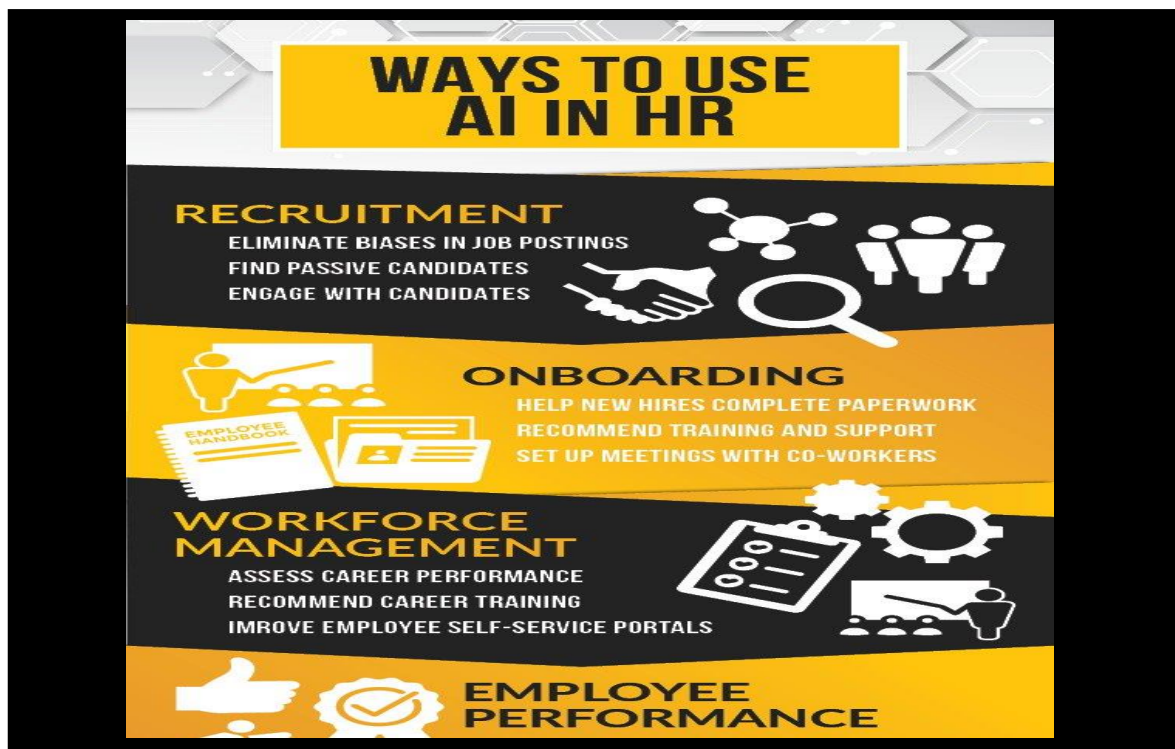 WAYS TO USE
AI IN HR
RECRUITMENT
ELIMINATE BIASES IN JOB POSTINGS
FIND PASSIVE CANDIDATES
ENGAGE WITH CANDIDATES
ONBOARDING
HELP NEW HIRES COMPLETE PAPERWORK
RECOMMEND TRAINING AND SUPPORT
SET UP MEETINGS WITH CO-WORKERS
EMPLOYEE
HANDBOOK
WORKFORCE
MANAGEMENT
ASSESS CAREER PERFORMANCE
RECOMMEND CAREER TRAINING
IMROVE EMPLOYEE SELF-SERVICE PORTALS
EMPLOYEE
PERFORMANCE